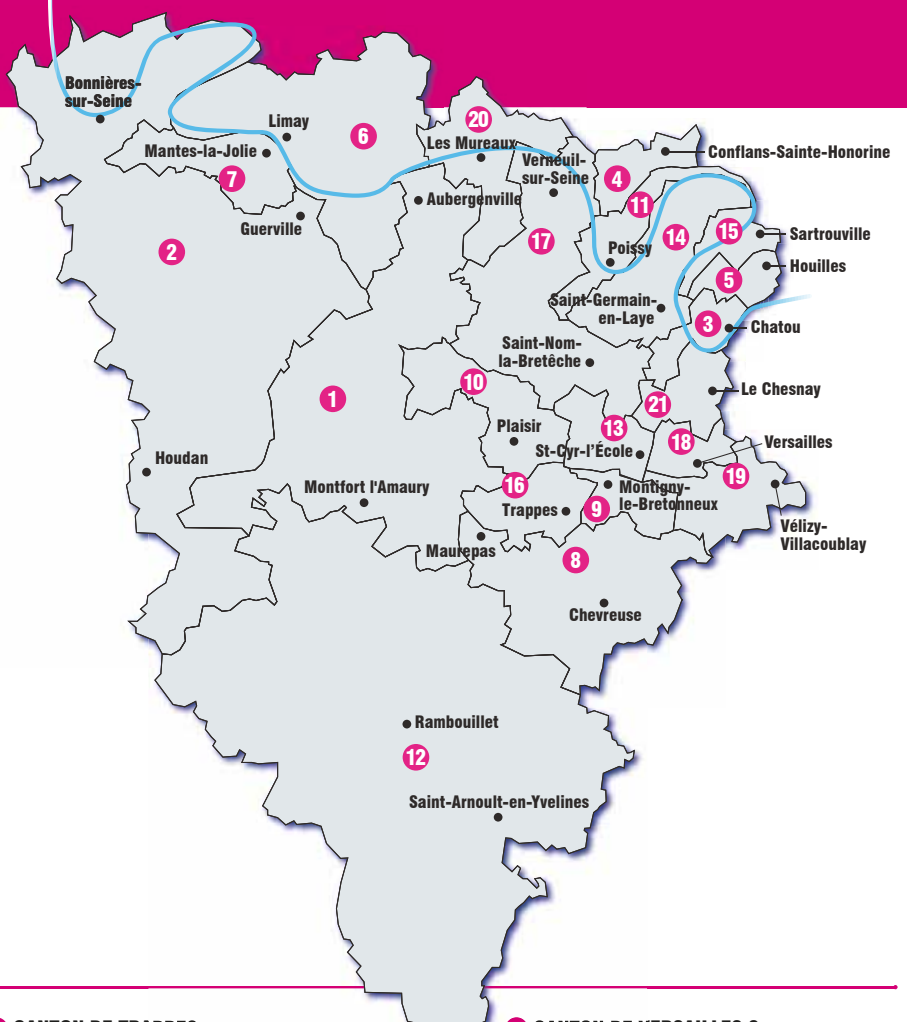 Bonnières-
sur-Seine
Limay
6
20
Les Mureaux
Mantes-la-Jolie
Verneuil-
sur-Seine
Conflans-Sainte-Honorine
7
4
Aubergenville
11
Guerville
2
17
14
15
Sartrouville
Poissy
Houilles
5
Saint-Germain-
en-Laye
3
Chatou
Saint-Nom-
la-Bretêche
10
1
Le Chesnay
21
Plaisir
13
18
Versailles
St-Cyr-l'École
Houdan
19
16
Montfort l'Amaury
Montigny-
le-Bretonneux
Trappes
9
Vélizy-
Villacoublay
Maurepas
8
Chevreuse
Rambouillet
12
Saint-Arnoult-en-Yvelines